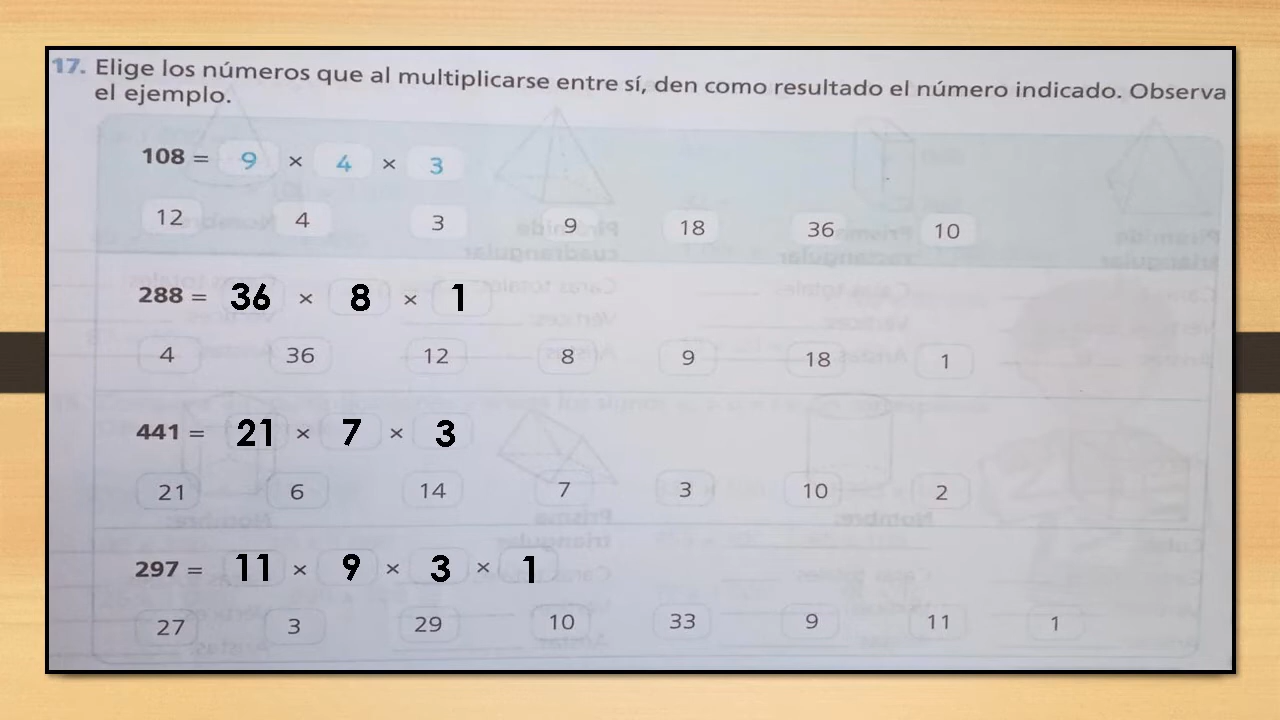 17. Elige los números que al multiplicarse entre sí, den como resultado el número indicado. Observa
el ejemplo.
108 = 9 × 4 × 3
12 4 3 9 18 36 10
288 = 36 × 8 × 1
4 36 12 8 9 18 1
441 = 21 × 7 × 3
21 6 14 7 3 10 2
297 = 11 × 9 × 3 × 1
27 3 29 10 33 9 11 1